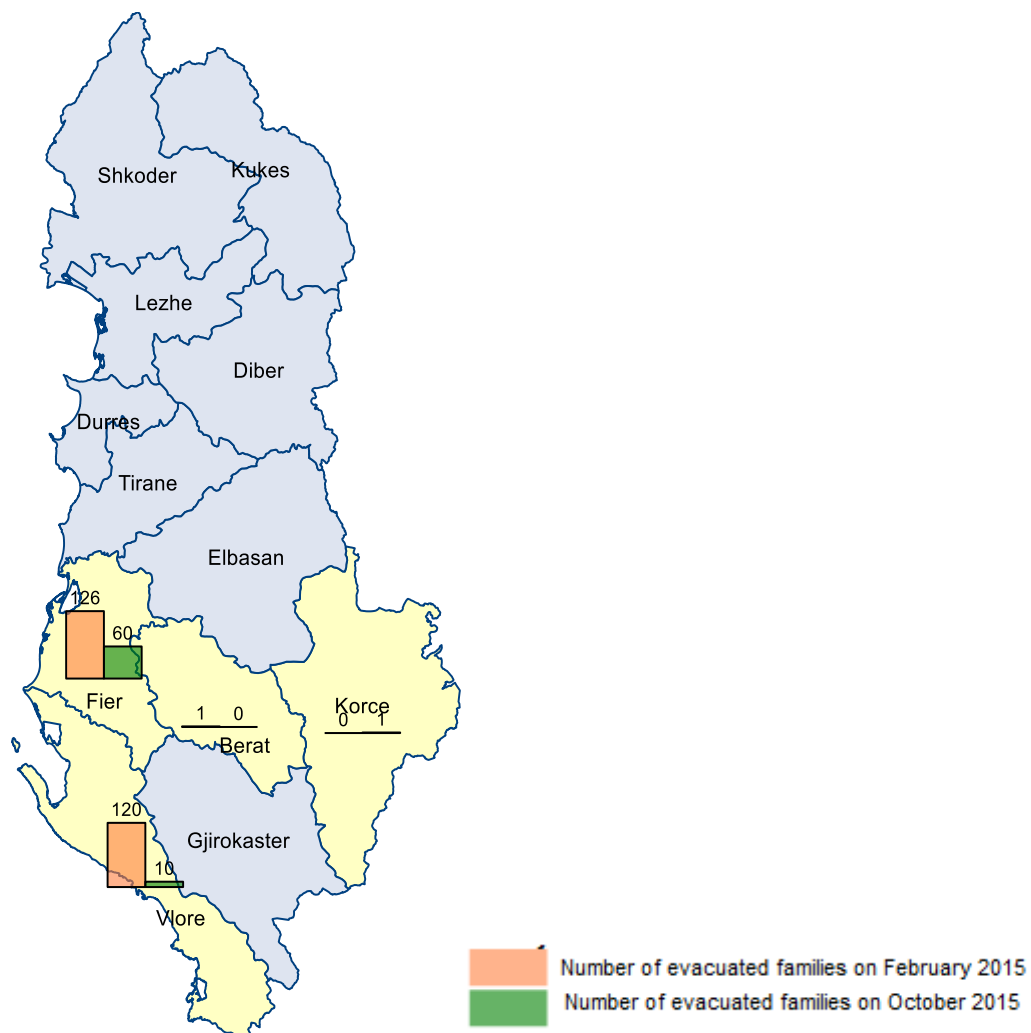 Shkoder
Kukes
Lezhe
Diber
Durres
Tirane
Elbasan
126
60
Fier
Korce
1 0
0 1
Berat
120
Gjirokaster
10
Vlore
Number of evacuated families on February 2015
Number of evacuated families on October 2015